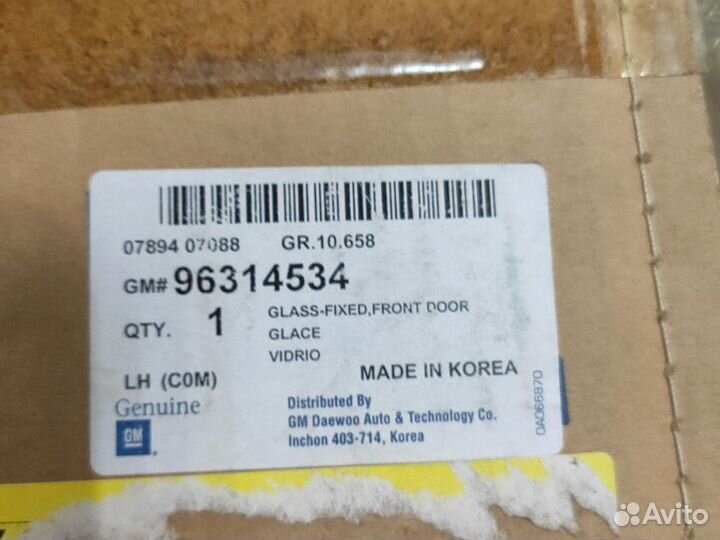 07894 07088 GR.10.658
GM# 96314534
QTY. 1 GLASS-FIXED,FRONT DOOR
GLACE
VIDRIO
LH (C0M) MADE IN KOREA
Genuine
GM
Distributed By
GM Daewoo Auto & Technology Co.
Inchon 403-714, Korea
0A066870
Avito